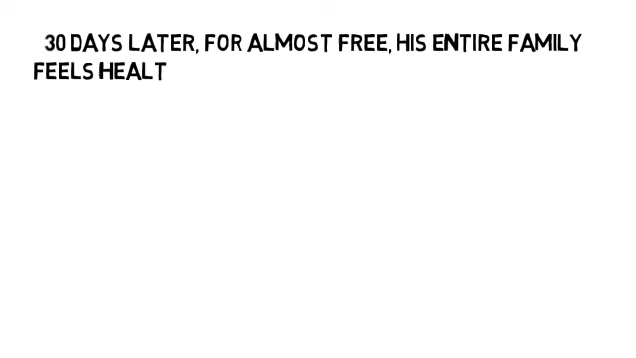 30 DAYS LATER, FOR ALMOST FREE, HIS ENTIRE FAMILY
FEELS HEALT